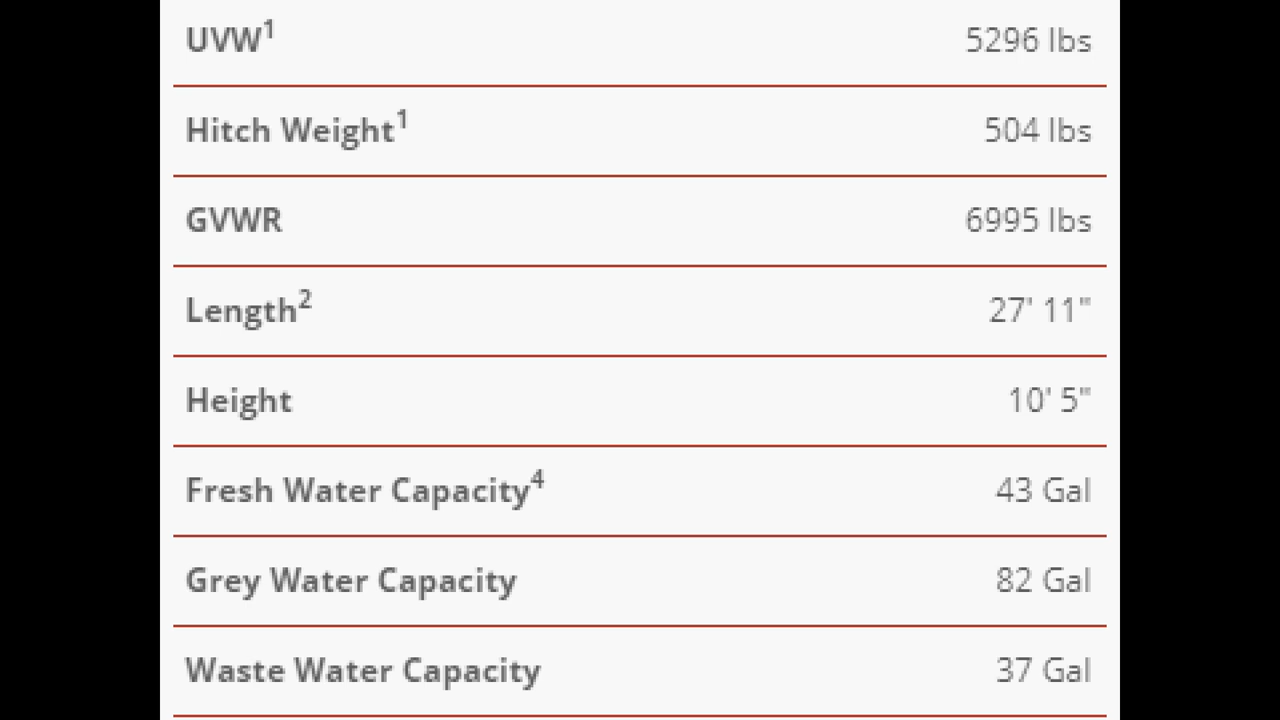 UVW¹ 5296 lbs
Hitch Weight¹ 504 lbs
GVWR 6995 lbs
Length² 27' 11"
Height 10' 5"
Fresh Water Capacity⁴ 43 Gal
Grey Water Capacity 82 Gal
Waste Water Capacity 37 Gal